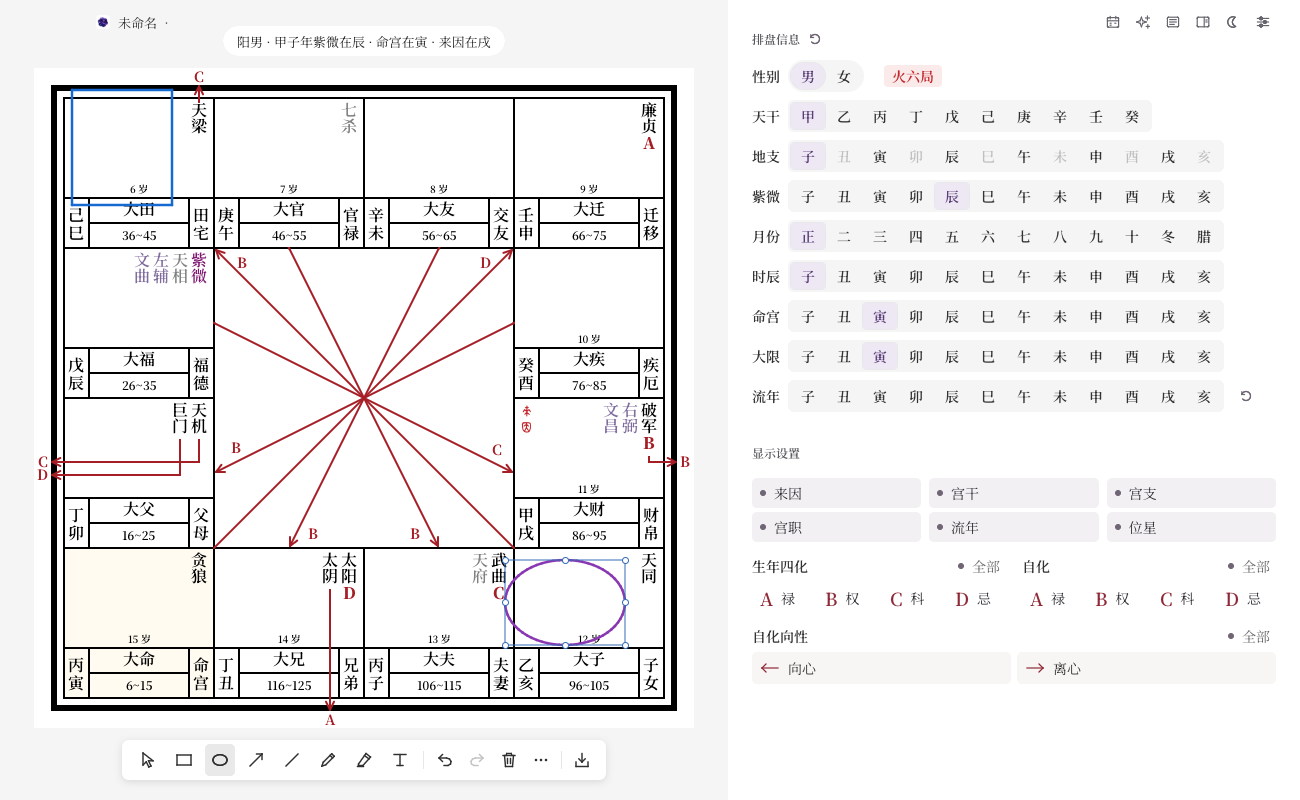 未命名 ·
阳男 · 甲子年紫微在辰 · 命宫在寅 · 来因在戌
C
天梁
6 岁
己巳
大田
36~45
田宅
七杀
7 岁
庚午
大官
46~55
官禄
8 岁
辛未
大友
56~65
交友
廉贞
A
9 岁
壬申
大迁
66~75
迁移
文曲
左辅
天相
紫微
戊辰
大福
26~35
福德
B
D
10 岁
癸酉
大疾
76~85
疾厄
巨门
天机
C
D
丁卯
大父
16~25
父母
B
C
B
B
文昌
右弼
破军
B
B
11 岁
甲戌
大财
86~95
财帛
贪狼
15 岁
丙寅
大命
6~15
命宫
太阴
太阳
D
14 岁
丁丑
大兄
116~125
兄弟
A
天府
武曲
C
13 岁
丙子
大夫
106~115
夫妻
天同
12 岁
乙亥
大子
96~105
子女
排盘信息
性别 男 女 火六局
天干 甲 乙 丙 丁 戊 己 庚 辛 壬 癸
地支 子 丑 寅 卯 辰 巳 午 未 申 酉 戌 亥
紫微 子 丑 寅 卯 辰 巳 午 未 申 酉 戌 亥
月份 正 二 三 四 五 六 七 八 九 十 冬 腊
时辰 子 丑 寅 卯 辰 巳 午 未 申 酉 戌 亥
命宫 子 丑 寅 卯 辰 巳 午 未 申 酉 戌 亥
大限 子 丑 寅 卯 辰 巳 午 未 申 酉 戌 亥
流年 子 丑 寅 卯 辰 巳 午 未 申 酉 戌 亥
显示设置
来因 宫干 宫支
宫职 流年 位星
生年四化 全部 自化 全部
A 禄 B 权 C 科 D 忌 A 禄 B 权 C 科 D 忌
自化向性 全部
向心 离心